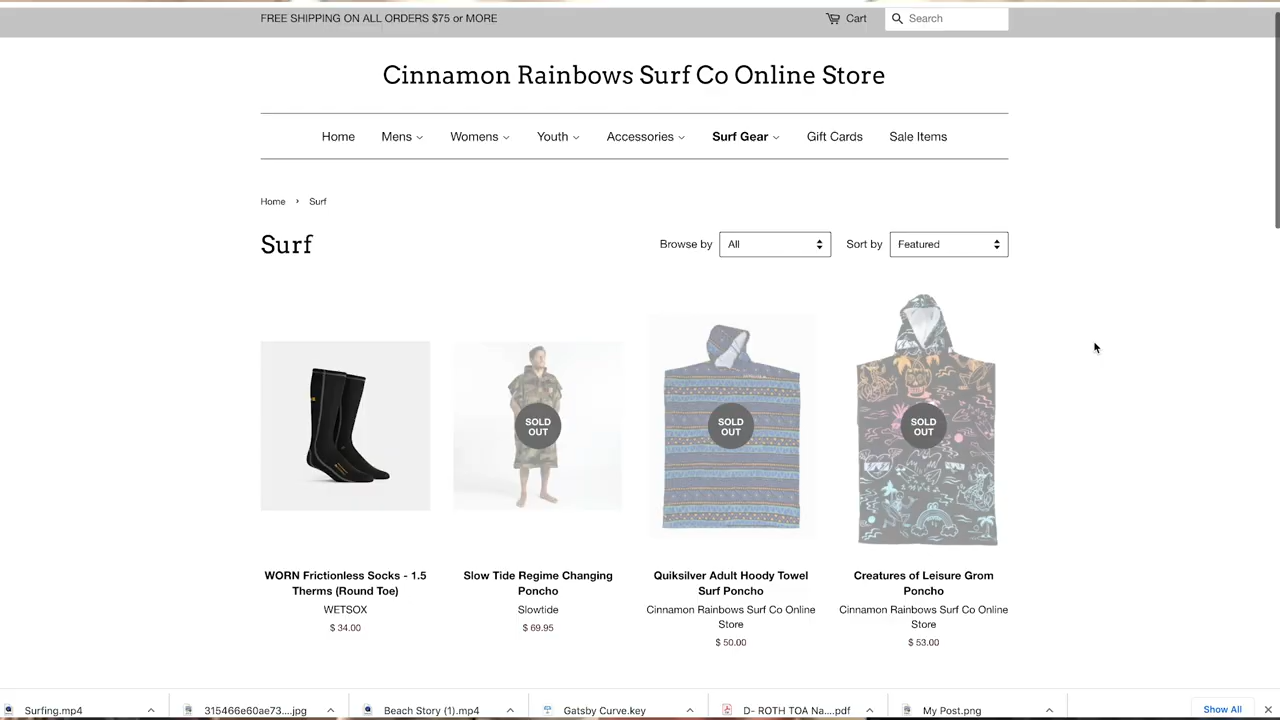 FREE SHIPPING ON ALL ORDERS $75 or MORE
Cart
Search
Cinnamon Rainbows Surf Co Online Store
Home
Mens
Womens
Youth
Accessories
Surf Gear
Gift Cards
Sale Items
Home › Surf
Surf
Browse by
All
Sort by
Featured
SOLD
OUT
SOLD
OUT
SOLD
OUT
WORN Frictionless Socks - 1.5
Therms (Round Toe)
WETSOX
$ 34.00
Slow Tide Regime Changing
Poncho
Slowtide
$ 69.95
Quiksilver Adult Hoody Towel
Surf Poncho
Cinnamon Rainbows Surf Co Online
Store
$ 50.00
Creatures of Leisure Grom
Poncho
Cinnamon Rainbows Surf Co Online
Store
$ 53.00
Surfing.mp4
315466e60ae73....jpg
Beach Story (1).mp4
Gatsby Curve.key
D- ROTH TOA Na....pdf
My Post.png
Show All